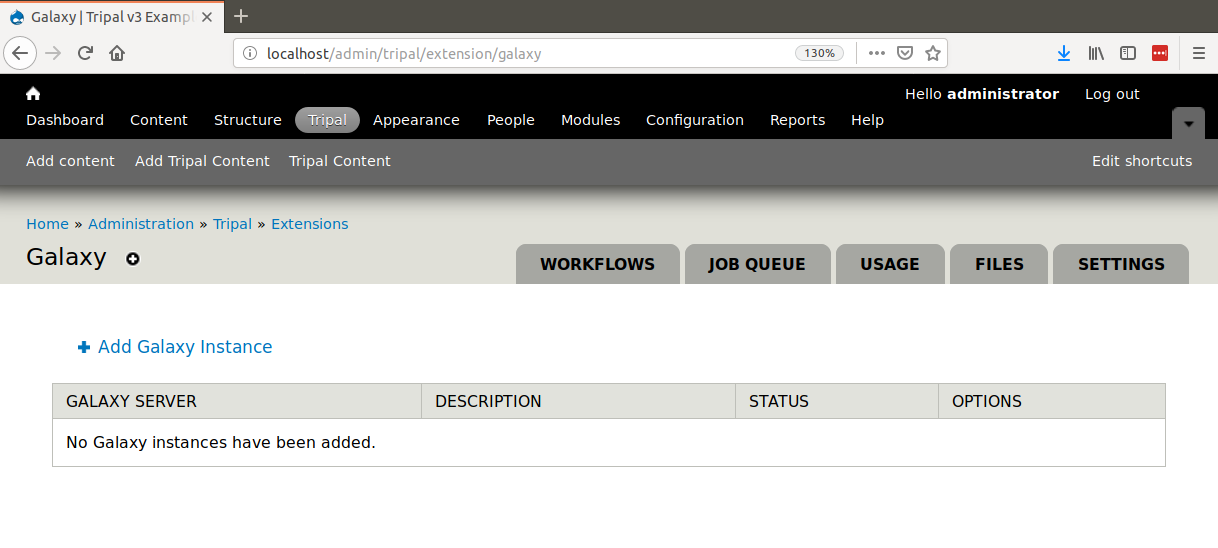 Galaxy | Tripal v3 Exampl
localhost/admin/tripal/extension/galaxy 130%
Hello administrator Log out
Dashboard Content Structure Tripal Appearance People Modules Configuration Reports Help
Add content Add Tripal Content Tripal Content Edit shortcuts
Home » Administration » Tripal » Extensions
Galaxy WORKFLOWS JOB QUEUE USAGE FILES SETTINGS
Add Galaxy Instance
GALAXY SERVER DESCRIPTION STATUS OPTIONS
No Galaxy instances have been added.